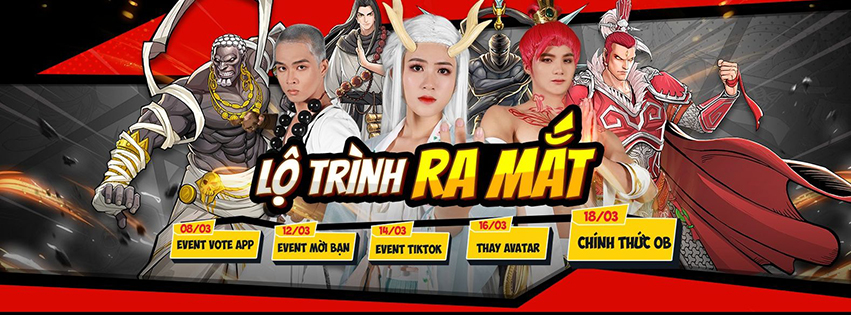 LỘ TRÌNH RA MẮT
08/03
EVENT VOTE APP
12/03
EVENT MỜI BẠN
14/03
EVENT TIKTOK
16/03
THAY AVATAR
18/03
CHÍNH THỨC OB